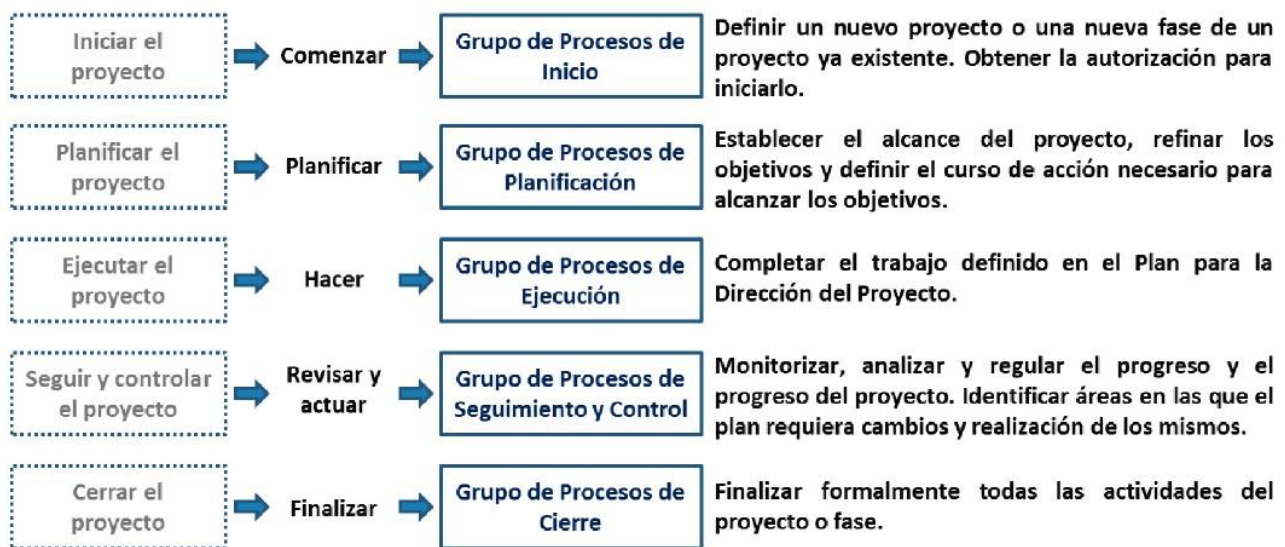 Iniciar el
proyecto
Comenzar
Grupo de Procesos de
Inicio
Definir un nuevo proyecto o una nueva fase de un
proyecto ya existente. Obtener la autorización para
iniciarlo.
Planificar el
proyecto
Planificar
Grupo de Procesos de
Planificación
Establecer el alcance del proyecto, refinar los
objetivos y definir el curso de acción necesario para
alcanzar los objetivos.
Ejecutar el
proyecto
Hacer
Grupo de Procesos de
Ejecución
Completar el trabajo definido en el Plan para la
Dirección del Proyecto.
Seguir y controlar
el proyecto
Revisar y
actuar
Grupo de Procesos de
Seguimiento y Control
Monitorizar, analizar y regular el progreso y el
progreso del proyecto. Identificar áreas en las que el
plan requiera cambios y realización de los mismos.
Cerrar el
proyecto
Finalizar
Grupo de Procesos de
Cierre
Finalizar formalmente todas las actividades del
proyecto o fase.